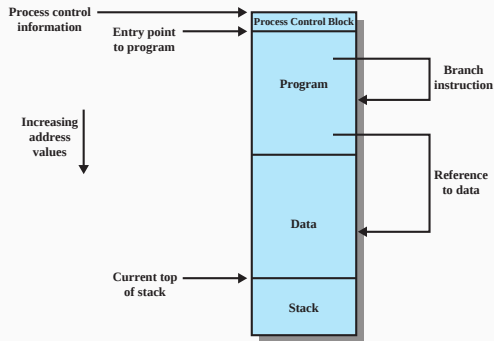 Process control
information
Process Control Block
Entry point
to program
Program
Branch
instruction
Increasing
address
values
Reference
to data
Data
Current top
of stack
Stack